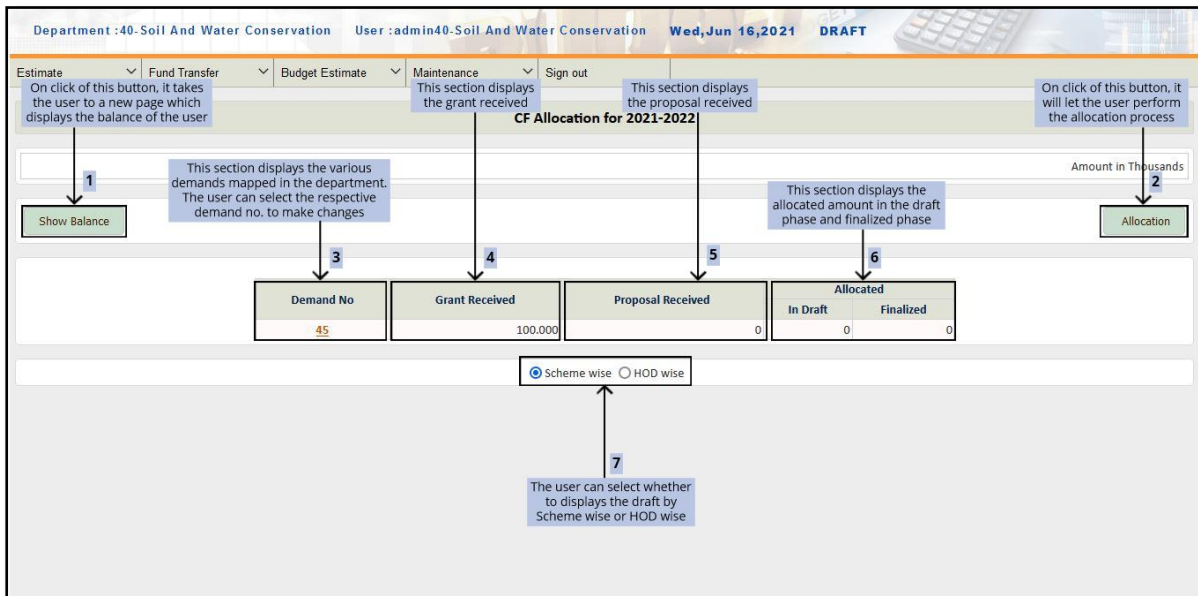 Department :40-Soil And Water Conservation User :admin40-Soil And Water Conservation Wed,Jun 16,2021 DRAFT
Estimate Fund Transfer Budget Estimate Maintenance Sign out
On click of this button, it takes
the user to a new page which
displays the balance of the user
This section displays
the grant received
This section displays
the proposal received
On click of this button, it
will let the user perform
the allocation process
CF Allocation for 2021-2022
Amount in Thousands
1
This section displays the various
demands mapped in the department.
The user can select the respective
demand no. to make changes
This section displays the
allocated amount in the draft
phase and finalized phase
2
Show Balance
Allocation
3
4
5
6
Demand No Grant Received Proposal Received Allocated
In Draft Finalized
45 100.000 0 0 0
Scheme wise HOD wise
7
The user can select whether
to displays the draft by
Scheme wise or HOD wise